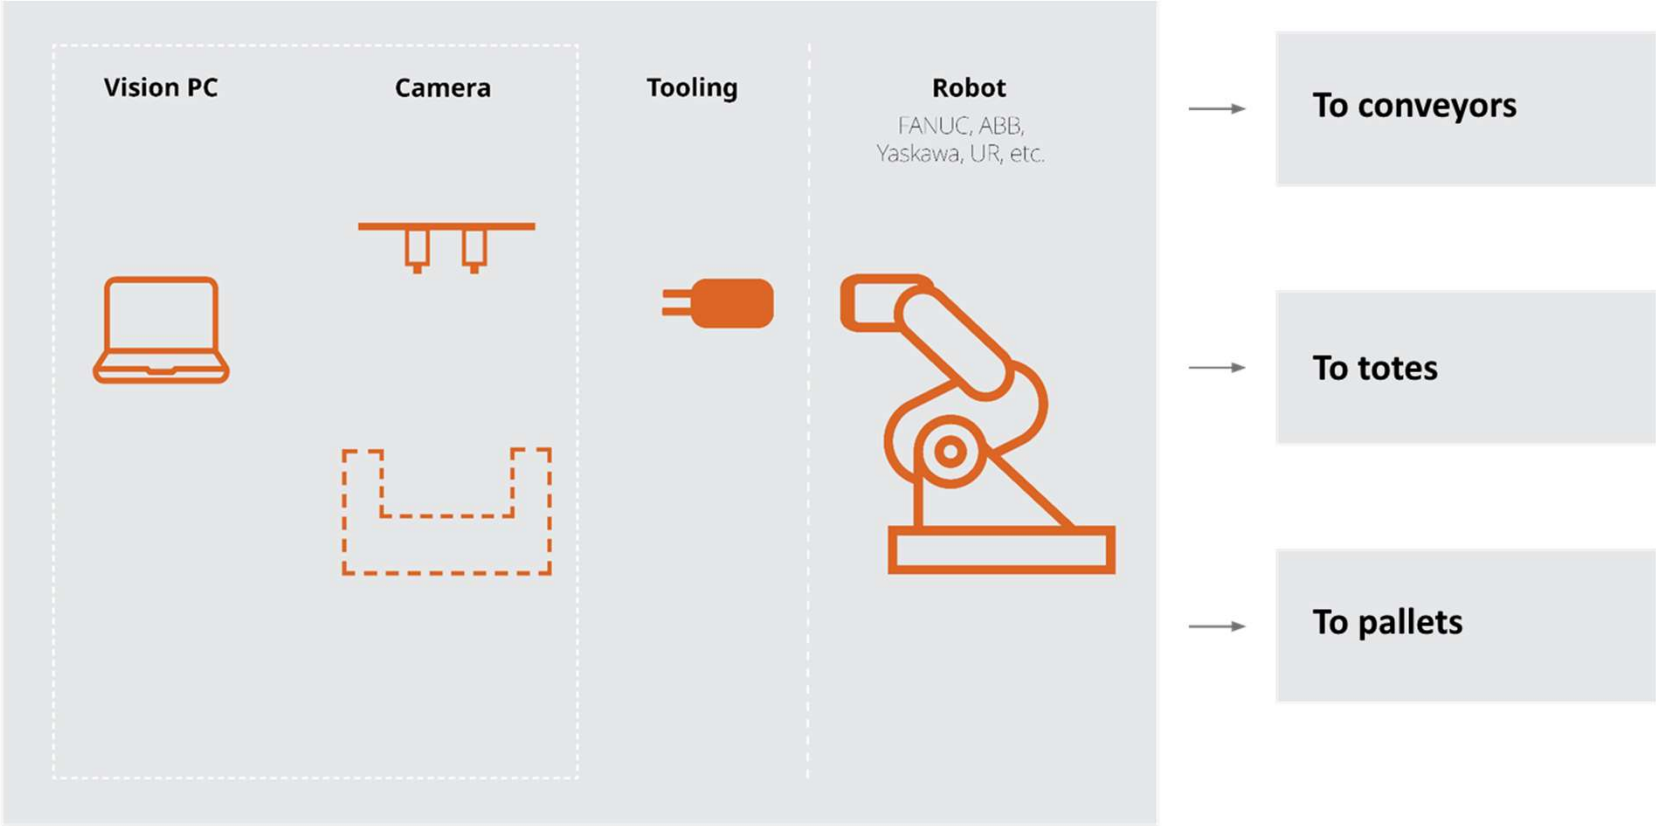 Vision PC
Camera
Tooling
Robot
FANUC, ABB,
Yaskawa, UR, etc.
To conveyors
To totes
To pallets